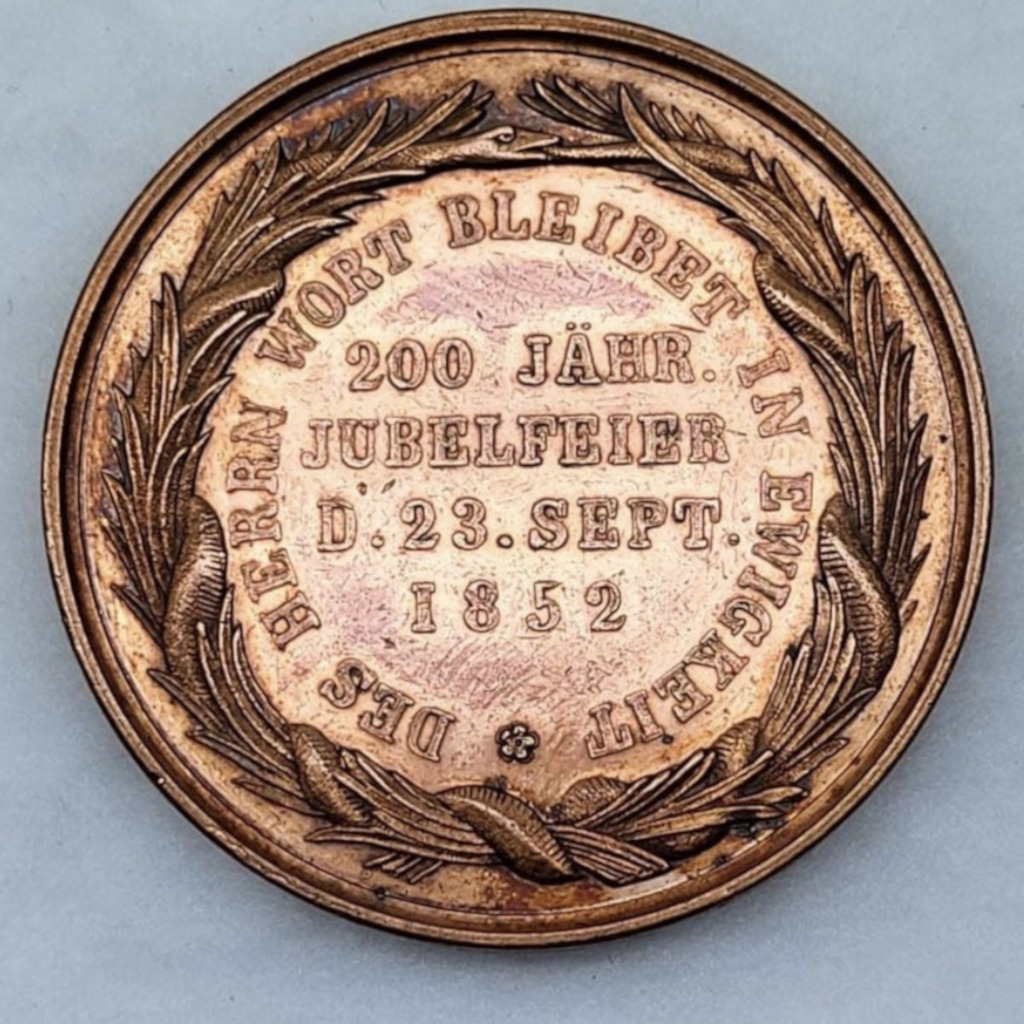 DES HERRN WORT BLEIBET IN EWIGKEIT
200 JÄHR.
JUBELFEIER
D. 23. SEPT.
1852